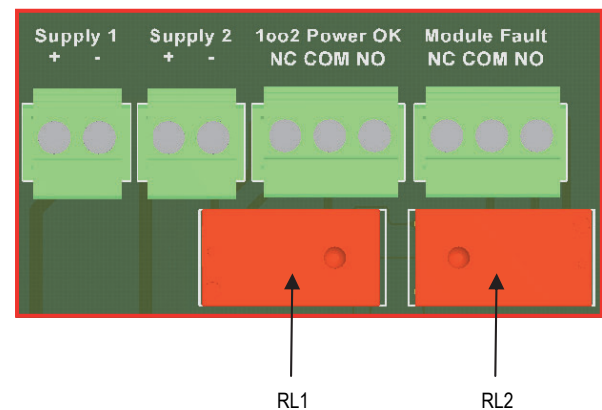 Supply 1 Supply 2 1oo2 Power OK Module Fault
+ - + - NC COM NO NC COM NO
RL1 RL2